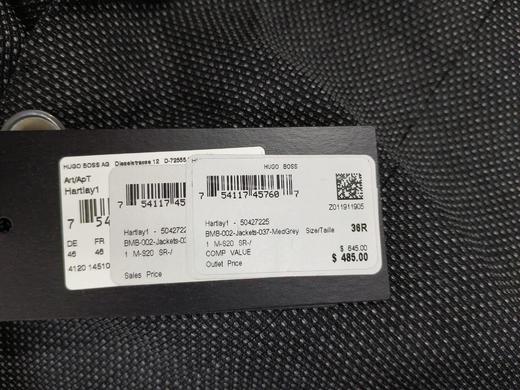 HUGO BOSS AG Dieselstrasse 12 D-72555
Art/ApT
Hartlay1
7 54
DE FR
46 46
4120 14510
7 54117 45
Hartlay1 - 5042722
BMB-002-Jackets-03
1 M-S20 SR-/
Sales Price
HUGO BOSS
7 54117 45760 7
Z011911905
Hartlay1 - 50427225
BMB-002-Jackets-037-MedGrey Size/Taille 36R
1 M-S20 SR-/
COMP VALUE $ 645.00
Outlet Price $ 485.00